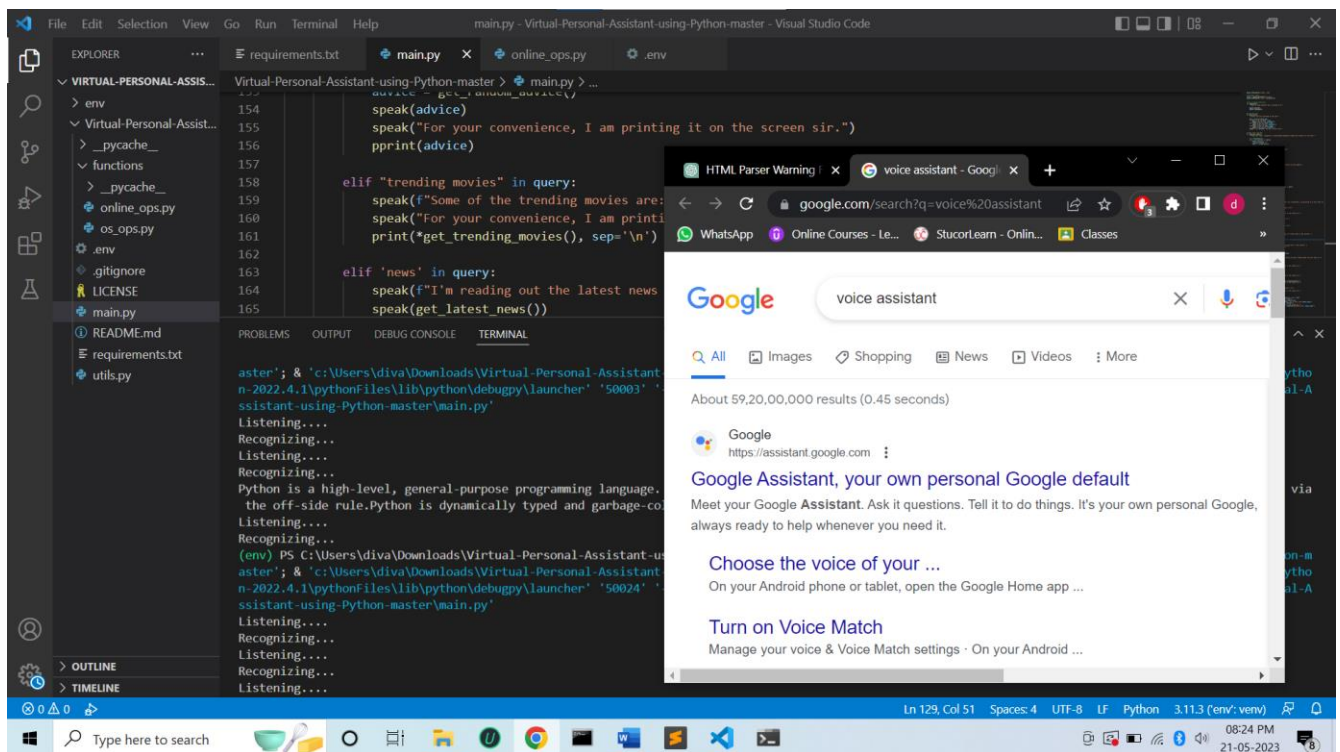 File Edit Selection View Go Run Terminal Help main.py - Virtual-Personal-Assistant-using-Python-master - Visual Studio Code
EXPLORER
requirements.txt main.py online_ops.py .env
VIRTUAL-PERSONAL-ASSIS...
env
Virtual-Personal-Assist...
__pycache__
functions
__pycache__
online_ops.py
os_ops.py
.env
.gitignore
LICENSE
main.py
README.md
requirements.txt
utils.py
OUTLINE
TIMELINE
Virtual-Personal-Assistant-using-Python-master > main.py > ...
153 advice = get_random_advice()
154 speak(advice)
155 speak("For your convenience, I am printing it on the screen sir.")
156 pprint(advice)
157
158 elif "trending movies" in query:
159 speak(f"Some of the trending movies are:
160 speak("For your convenience, I am printi
161 print(*get_trending_movies(), sep='\n')
162
163 elif 'news' in query:
164 speak(f"I'm reading out the latest news
165 speak(get_latest_news())
PROBLEMS OUTPUT DEBUG CONSOLE TERMINAL
aster'; & 'c:\Users\diva\Downloads\Virtual-Personal-Assistant- ytho
n-2022.4.1\pythonFiles\lib\python\debugpy\launcher' '50003' '- al-A
ssistant-using-Python-master\main.py'
Listening....
Recognizing...
Listening....
Recognizing...
Python is a high-level, general-purpose programming language. via
the off-side rule.Python is dynamically typed and garbage-co
Listening....
Recognizing...
(env) PS C:\Users\diva\Downloads\Virtual-Personal-Assistant-us on-m
aster'; & 'c:\Users\diva\Downloads\Virtual-Personal-Assistant- ytho
n-2022.4.1\pythonFiles\lib\python\debugpy\launcher' '50024' '- al-A
ssistant-using-Python-master\main.py'
Listening....
Recognizing...
Listening....
Recognizing...
Listening....
HTML Parser Warning voice assistant - Googl
google.com/search?q=voice%20assistant 3 d
WhatsApp Online Courses - Le... StucorLearn - Onlin... Classes »
Google voice assistant
All Images Shopping News Videos More
About 59,20,00,000 results (0.45 seconds)
Google
https://assistant.google.com
Google Assistant, your own personal Google default
Meet your Google Assistant. Ask it questions. Tell it to do things. It's your own personal Google,
always ready to help whenever you need it.
Choose the voice of your ...
On your Android phone or tablet, open the Google Home app ...
Turn on Voice Match
Manage your voice & Voice Match settings · On your Android ...
0 0 Ln 129, Col 51 Spaces: 4 UTF-8 LF Python 3.11.3 ('env': venv)
Type here to search
08:24 PM
21-05-2023
8